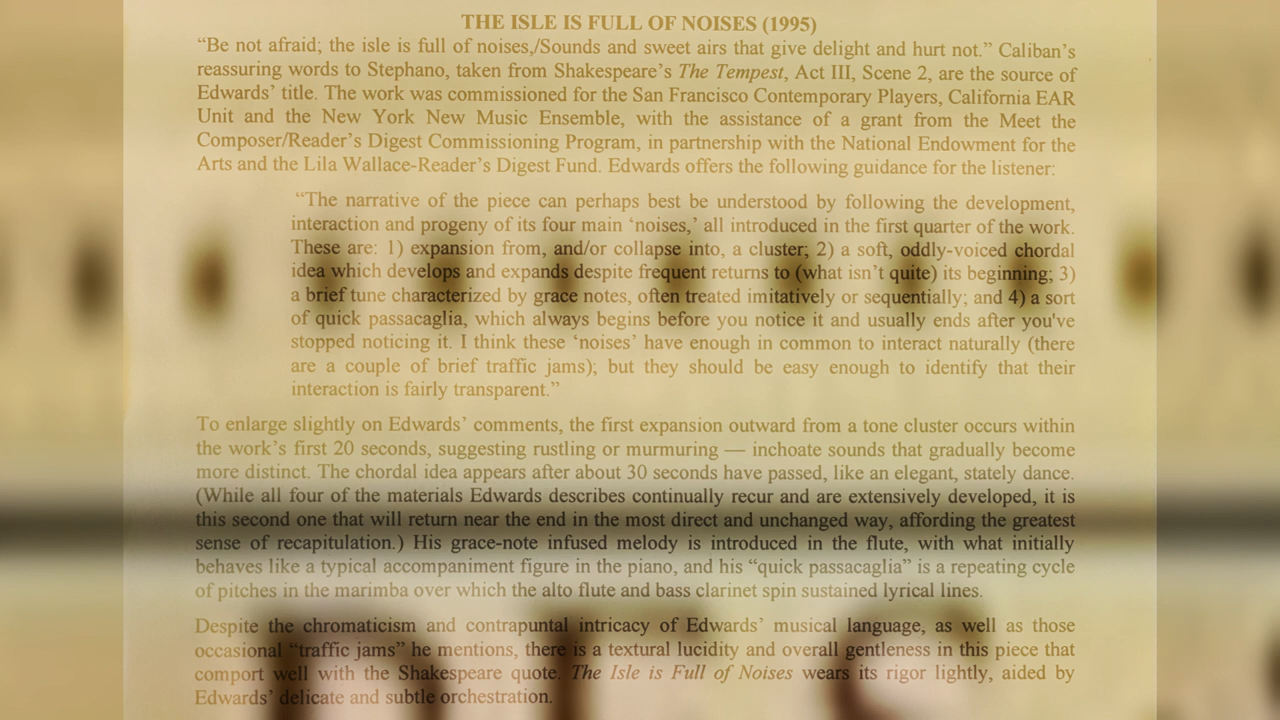 THE ISLE IS FULL OF NOISES (1995)
“Be not afraid; the isle is full of noises,/Sounds and sweet airs that give delight and hurt not.” Caliban’s
reassuring words to Stephano, taken from Shakespeare’s The Tempest, Act III, Scene 2, are the source of
Edwards’ title. The work was commissioned for the San Francisco Contemporary Players, California EAR
Unit and the New York New Music Ensemble, with the assistance of a grant from the Meet the
Composer/Reader’s Digest Commissioning Program, in partnership with the National Endowment for the
Arts and the Lila Wallace-Reader’s Digest Fund. Edwards offers the following guidance for the listener:
“The narrative of the piece can perhaps best be understood by following the development,
interaction and progeny of its four main ‘noises,’ all introduced in the first quarter of the work.
These are: 1) expansion from, and/or collapse into, a cluster; 2) a soft, oddly-voiced chordal
idea which develops and expands despite frequent returns to (what isn’t quite) its beginning; 3)
a brief tune characterized by grace notes, often treated imitatively or sequentially; and 4) a sort
of quick passacaglia, which always begins before you notice it and usually ends after you've
stopped noticing it. I think these ‘noises’ have enough in common to interact naturally (there
are a couple of brief traffic jams); but they should be easy enough to identify that their
interaction is fairly transparent.”
To enlarge slightly on Edwards’ comments, the first expansion outward from a tone cluster occurs within
the work’s first 20 seconds, suggesting rustling or murmuring — inchoate sounds that gradually become
more distinct. The chordal idea appears after about 30 seconds have passed, like an elegant, stately dance.
(While all four of the materials Edwards describes continually recur and are extensively developed, it is
this second one that will return near the end in the most direct and unchanged way, affording the greatest
sense of recapitulation.) His grace-note infused melody is introduced in the flute, with what initially
behaves like a typical accompaniment figure in the piano, and his “quick passacaglia” is a repeating cycle
of pitches in the marimba over which the alto flute and bass clarinet spin sustained lyrical lines.
Despite the chromaticism and contrapuntal intricacy of Edwards’ musical language, as well as those
occasional “traffic jams” he mentions, there is a textural lucidity and overall gentleness in this piece that
comport well with the Shakespeare quote. The Isle is Full of Noises wears its rigor lightly, aided by
Edwards’ delicate and subtle orchestration.